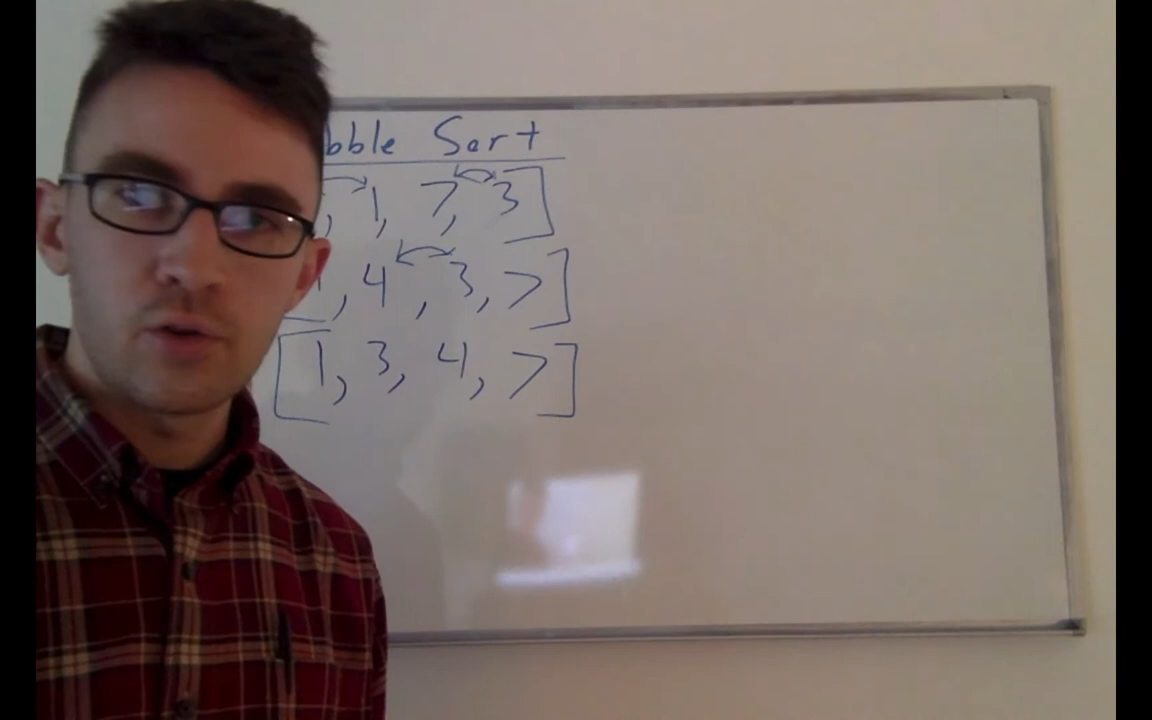 bble Sort
, 1, 7, 3]
, 4, 3, 7]
[1, 3, 4, 7]